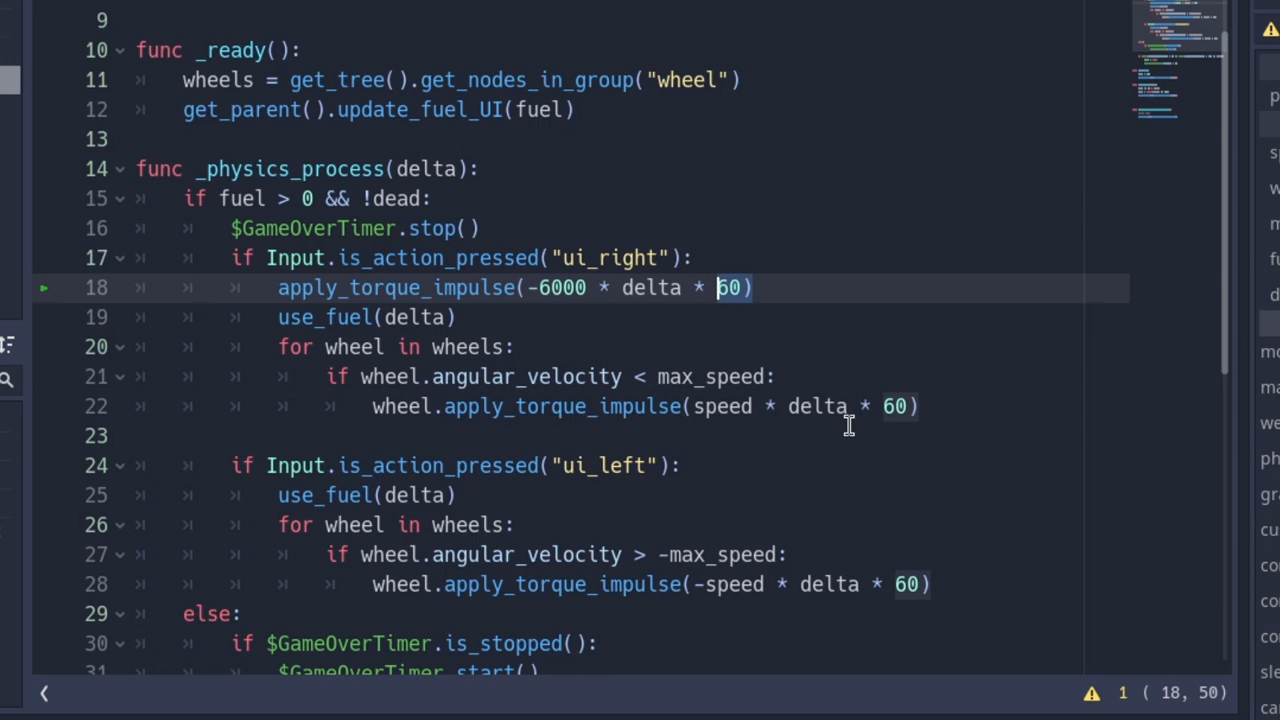 9
10 func _ready():
11 wheels = get_tree().get_nodes_in_group("wheel")
12 get_parent().update_fuel_UI(fuel)
13
14 func _physics_process(delta):
15 if fuel > 0 && !dead:
16 $GameOverTimer.stop()
17 if Input.is_action_pressed("ui_right"):
18 apply_torque_impulse(-6000 * delta * 60)
19 use_fuel(delta)
20 for wheel in wheels:
21 if wheel.angular_velocity < max_speed:
22 wheel.apply_torque_impulse(speed * delta * 60)
23
24 if Input.is_action_pressed("ui_left"):
25 use_fuel(delta)
26 for wheel in wheels:
27 if wheel.angular_velocity > -max_speed:
28 wheel.apply_torque_impulse(-speed * delta * 60)
29 else:
30 if $GameOverTimer.is_stopped():
31 $GameOverTimer.start()
1 ( 18, 50)